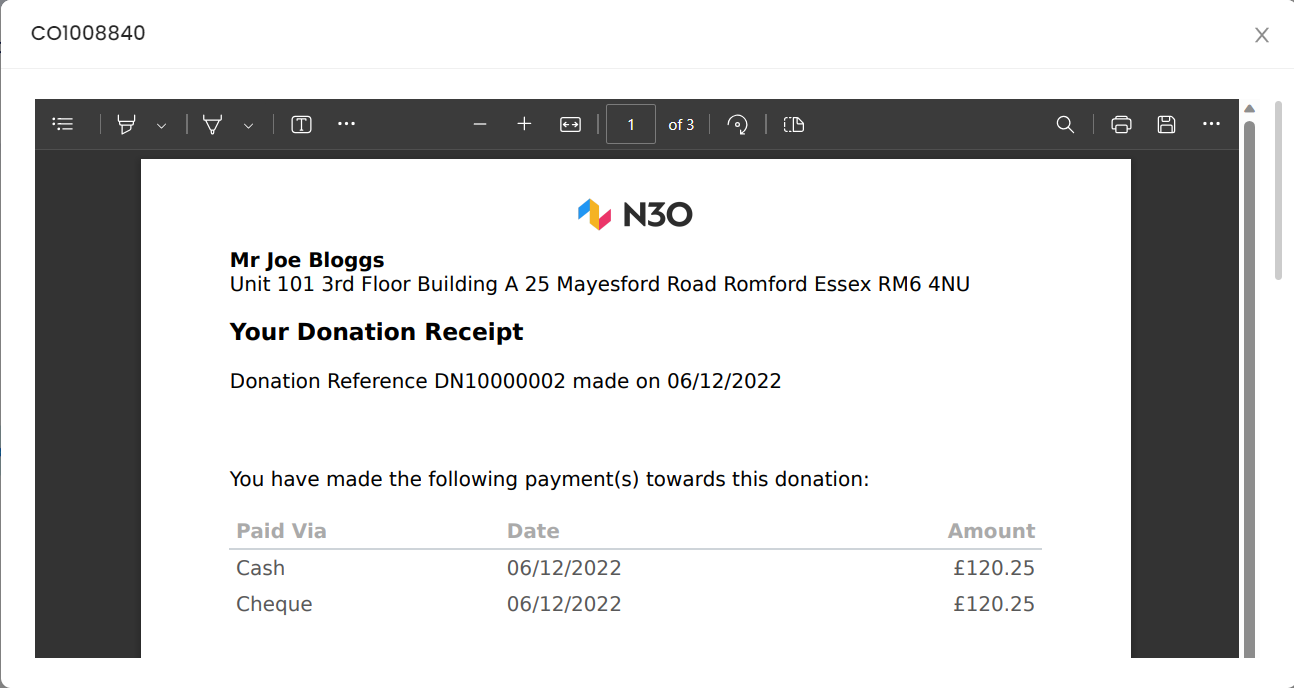 CO1008840
1 of 3
N3O
Mr Joe Bloggs
Unit 101 3rd Floor Building A 25 Mayesford Road Romford Essex RM6 4NU
Your Donation Receipt
Donation Reference DN10000002 made on 06/12/2022
You have made the following payment(s) towards this donation:
Paid Via Date Amount
Cash 06/12/2022 £120.25
Cheque 06/12/2022 £120.25